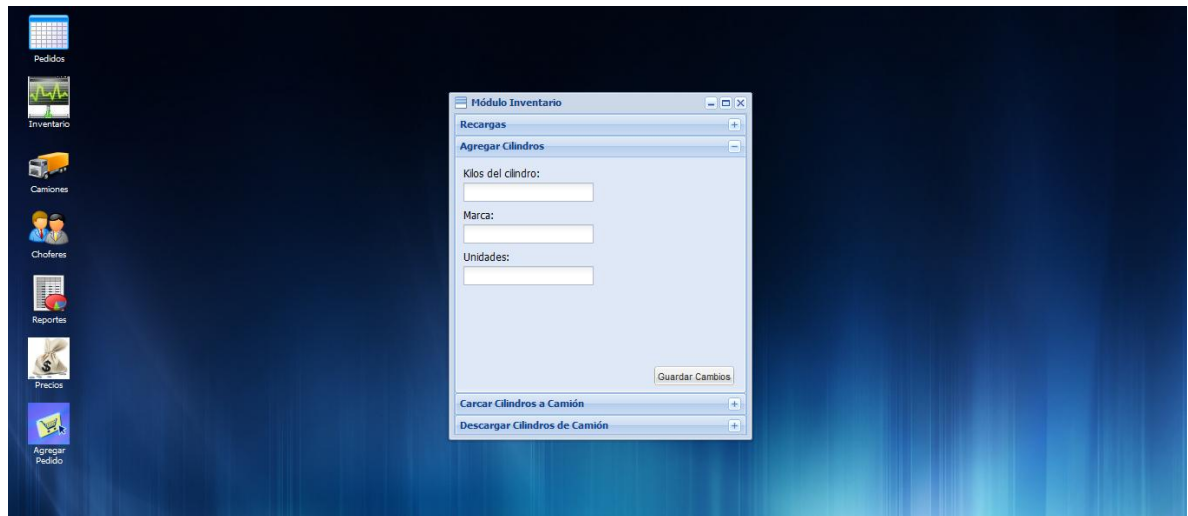 Pedidos
Inventario
Camiones
Choferes
Reportes
Precios
Agregar
Pedido
Módulo Inventario
Recargas
Agregar Cilindros
Kilos del cilindro:
Marca:
Unidades:
Guardar Cambios
Carcar Cilindros a Camión
Descargar Cilindros de Camión